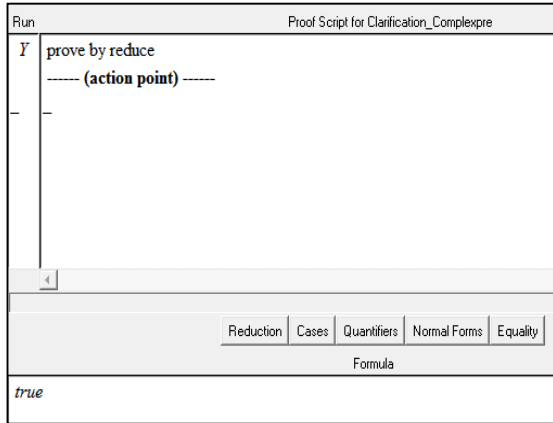 Run Proof Script for Clarification_Complexpre
Y prove by reduce
------ (action point) ------
Reduction Cases Quantifiers Normal Forms Equality
Formula
true